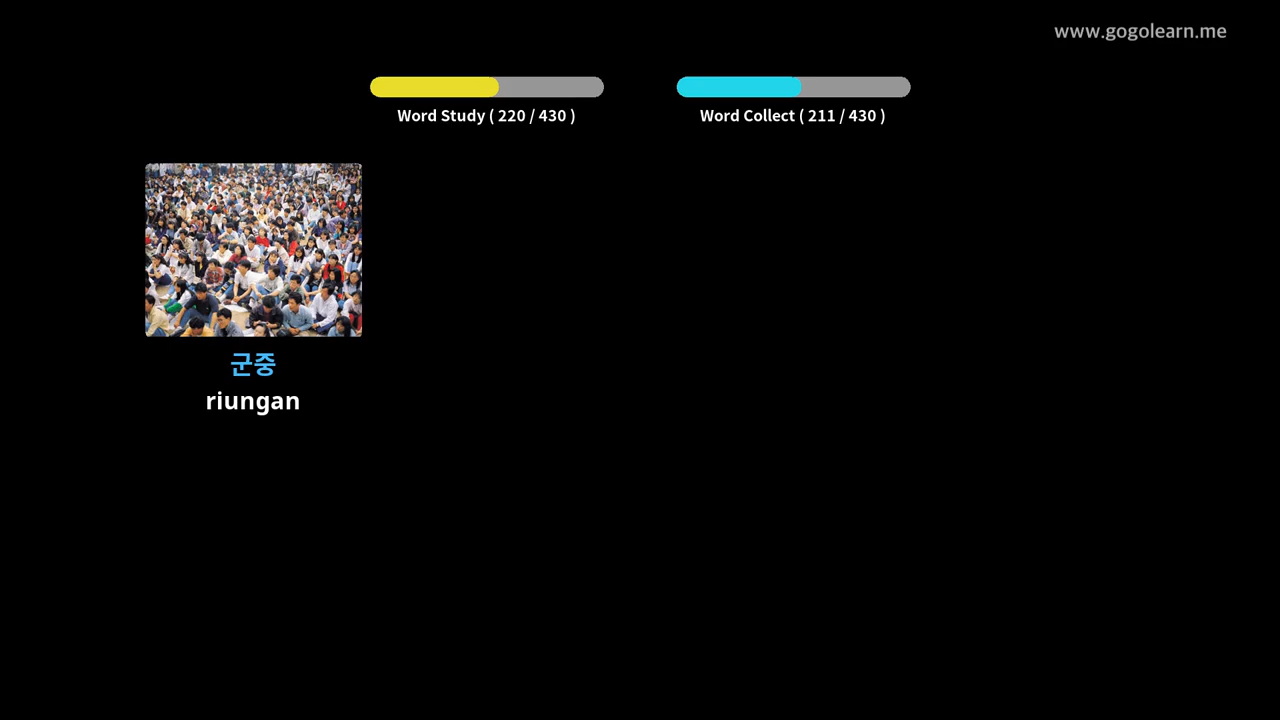 www.gogolearn.me
Word Study ( 220 / 430 )
Word Collect ( 211 / 430 )
군중
riungan